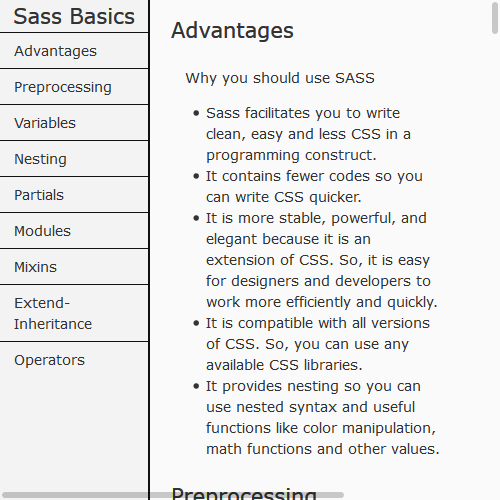 Sass Basics
Advantages
Preprocessing
Variables
Nesting
Partials
Modules
Mixins
Extend-
Inheritance
Operators
Advantages
Why you should use SASS
Sass facilitates you to write
clean, easy and less CSS in a
programming construct.
It contains fewer codes so you
can write CSS quicker.
It is more stable, powerful, and
elegant because it is an
extension of CSS. So, it is easy
for designers and developers to
work more efficiently and quickly.
It is compatible with all versions
of CSS. So, you can use any
available CSS libraries.
It provides nesting so you can
use nested syntax and useful
functions like color manipulation,
math functions and other values.
Preprocessing